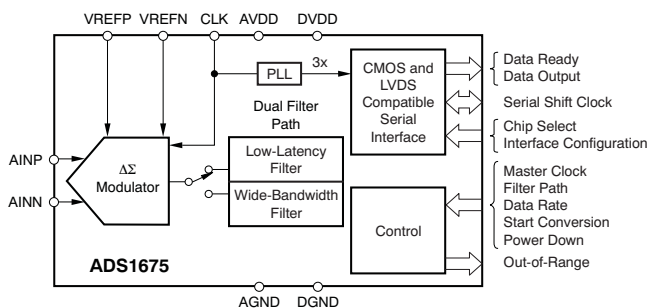 VREFP VREFN CLK AVDD DVDD
PLL
3x
CMOS and
LVDS
Compatible
Serial
Interface
Data Ready
Data Output
Serial Shift Clock
Chip Select
Interface Configuration
Dual Filter
Path
AINP
AINN
ΔΣ
Modulator
Low-Latency
Filter
Wide-Bandwidth
Filter
Control
Master Clock
Filter Path
Data Rate
Start Conversion
Power Down
Out-of-Range
ADS1675
AGND DGND